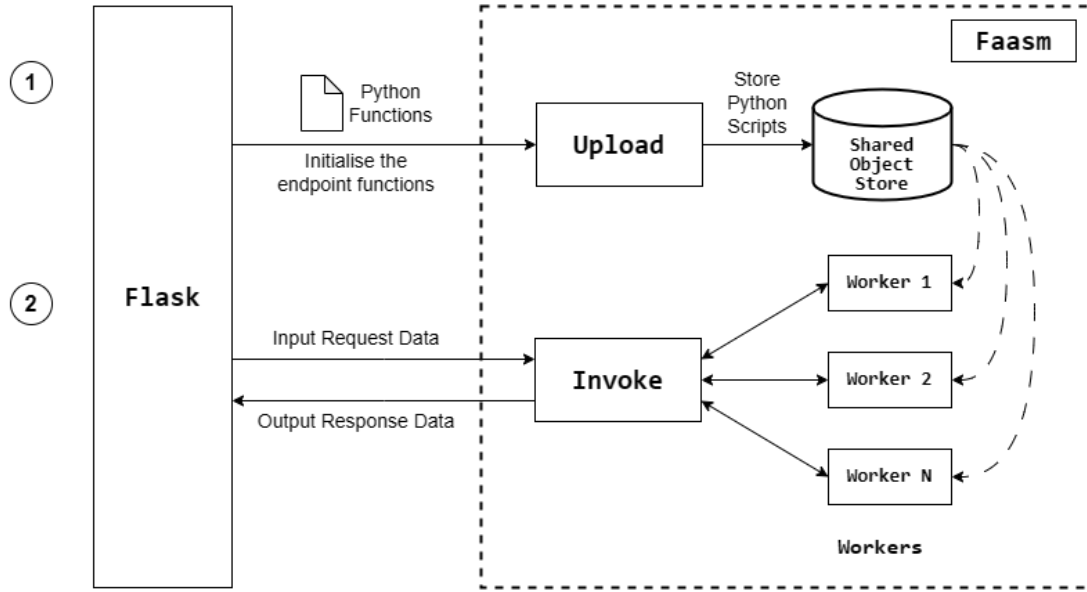 Faasm
1
Python
Functions
Initialise the
endpoint functions
Upload
Store
Python
Scripts
Shared
Object
Store
2
Flask
Input Request Data
Output Response Data
Invoke
Worker 1
Worker 2
Worker N
Workers